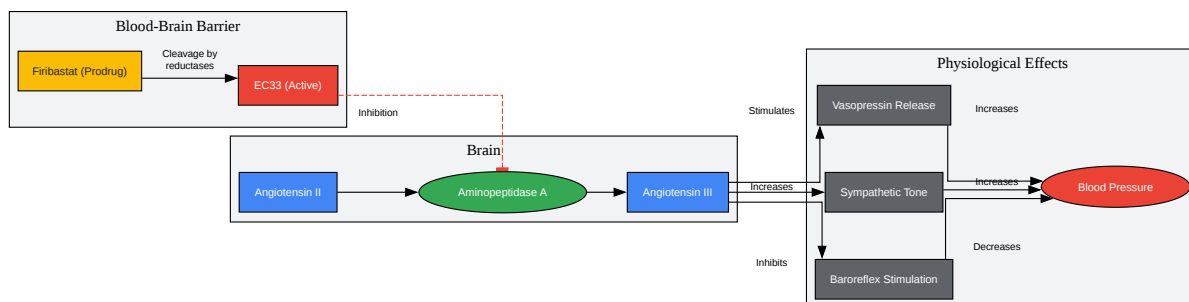 Blood-Brain Barrier
Firibastat (Prodrug)
Cleavage by
reductases
EC33 (Active)
Inhibition
Brain
Angiotensin II
Aminopeptidase A
Angiotensin III
Stimulates
Increases
Inhibits
Physiological Effects
Vasopressin Release
Sympathetic Tone
Baroreflex Stimulation
Increases
Increases
Decreases
Blood Pressure